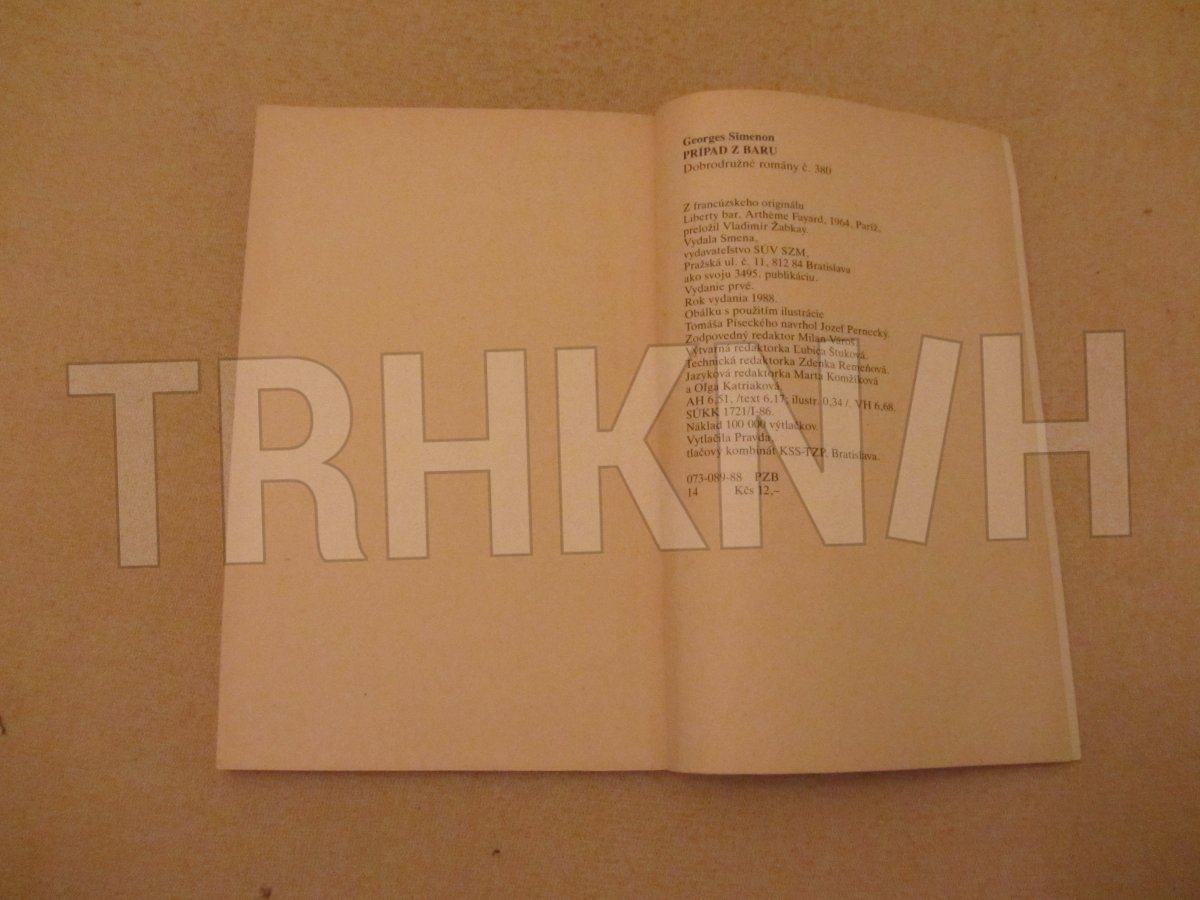 Georges Simenon
PRÍPAD Z BARU
Dobrodružné romány č. 380
Z francúzskeho originálu
Liberty bar, Arthème Fayard, 1964, Paríž,
preložil Vladimír Žabkay.
Vydala Smena,
vydavateľstvo SÚV SZM,
Pražská ul. č. 11, 812 84 Bratislava
ako svoju 3495. publikáciu.
Vydanie prvé.
Rok vydania 1988.
Obálku s použitím ilustrácie
Tomáša Píseckého navrhol Jozef Pernecký.
Zodpovedný redaktor Milan Vároš.
Výtvarná redaktorka Ľubica Štuková.
Technická redaktorka Zdenka Remeňová.
Jazyková redaktorka Marta Komžíková
a Oľga Katriaková.
AH 6,51, /text 6,17; ilustr. 0,34 /. VH 6,68.
SÚKK 1721/I-86.
Náklad 100 000 výtlačkov.
Vytlačila Pravda,
tlačový kombinát KSS-TZP, Bratislava.
073-089-88 PZB
14 Kčs 12,–
TRHKN/H